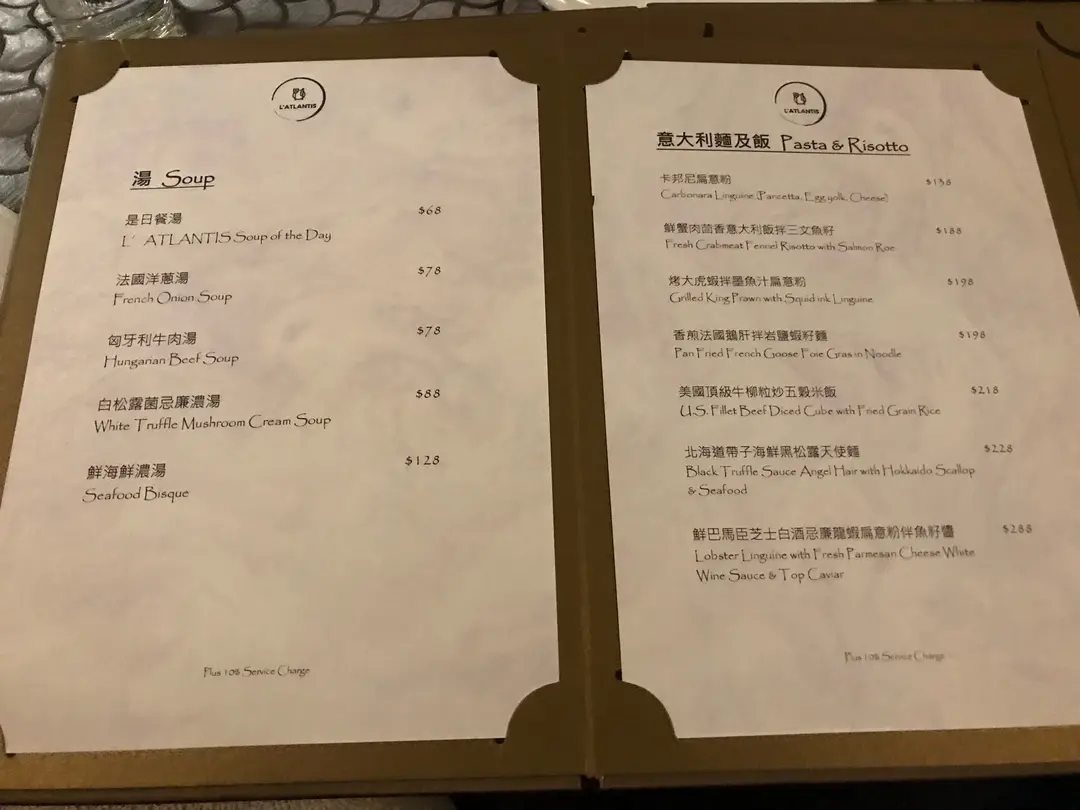 L'ATLANTIS
湯 Soup
是日餐湯 $68
L' ATLANTIS Soup of the Day
法國洋蔥湯 $78
French Onion Soup
匈牙利牛肉湯 $78
Hungarian Beef Soup
白松露菌忌廉濃湯 $88
White Truffle Mushroom Cream Soup
鮮海鮮濃湯 $128
Seafood Bisque
Plus 10% Service Charge
L'ATLANTIS
意大利麵及飯 Pasta & Risotto
卡邦尼扁意粉 $138
Carbonara Linguine (Pancetta, Egg yolk, Cheese)
鮮蟹肉茴香意大利飯拌三文魚籽 $188
Fresh Crabmeat Fennel Risotto with Salmon Roe
烤大虎蝦拌墨魚汁扁意粉 $198
Grilled King Prawn with Squid ink Linguine
香煎法國鵝肝拌岩鹽蝦籽麵 $198
Pan Fried French Goose Foie Gras in Noodle
美國頂級牛柳粒炒五穀米飯 $218
U.S. Fillet Beef Diced Cube with Fried Grain Rice
北海道帶子海鮮黑松露天使麵 $228
Black Truffle Sauce Angel Hair with Hokkaido Scallop
& Seafood
鮮巴馬臣芝士白酒忌廉龍蝦扁意粉伴魚籽醬 $288
Lobster Linguine with Fresh Parmesan Cheese White
Wine Sauce & Top Caviar
Plus 10% Service Charge